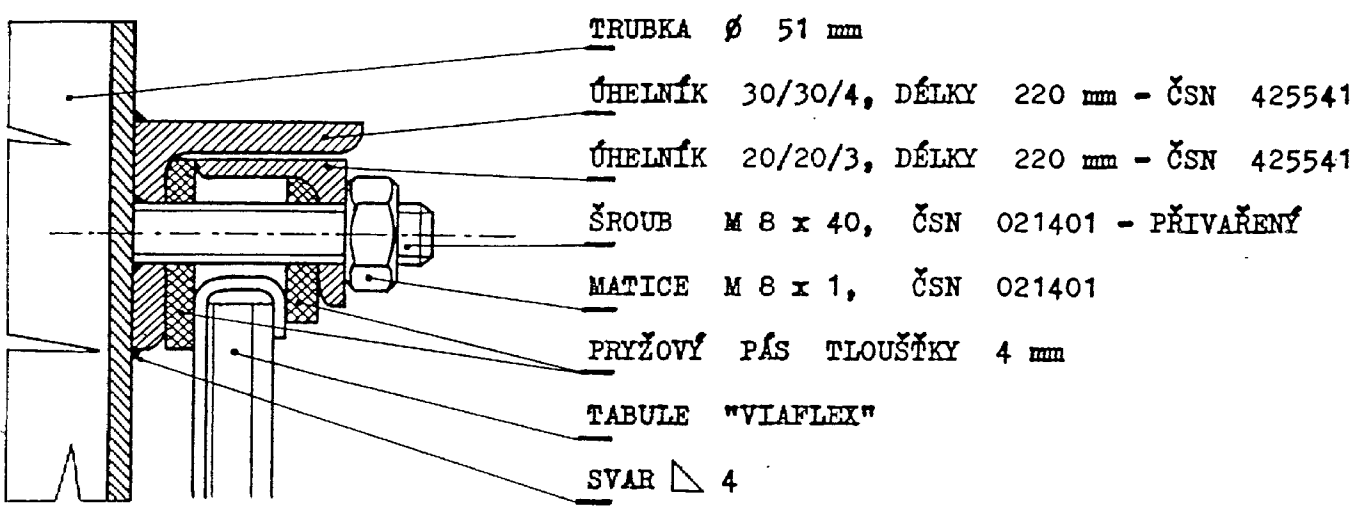 TRUBKA ø 51 mm
ÚHELNÍK 30/30/4, DÉLKY 220 mm - ČSN 425541
ÚHELNÍK 20/20/3, DÉLKY 220 mm - ČSN 425541
ŠROUB M 8 x 40, ČSN 021401 - PŘIVAŘENÝ
MATICE M 8 x 1, ČSN 021401
PRYŽOVÝ PÁS TLOUŠŤKY 4 mm
TABULE "VIAFLEX"
SVAR ◺ 4